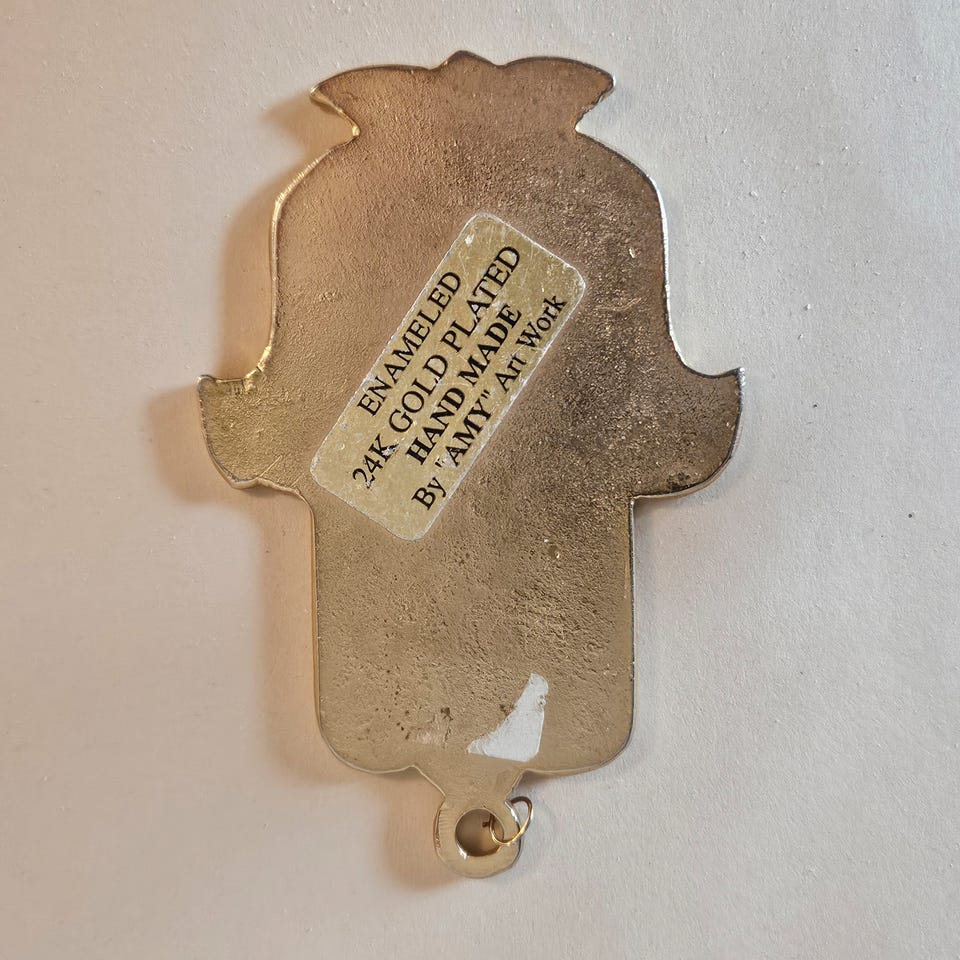 ENAMELED
24K GOLD PLATED
HAND MADE
By "AMY" Art Work